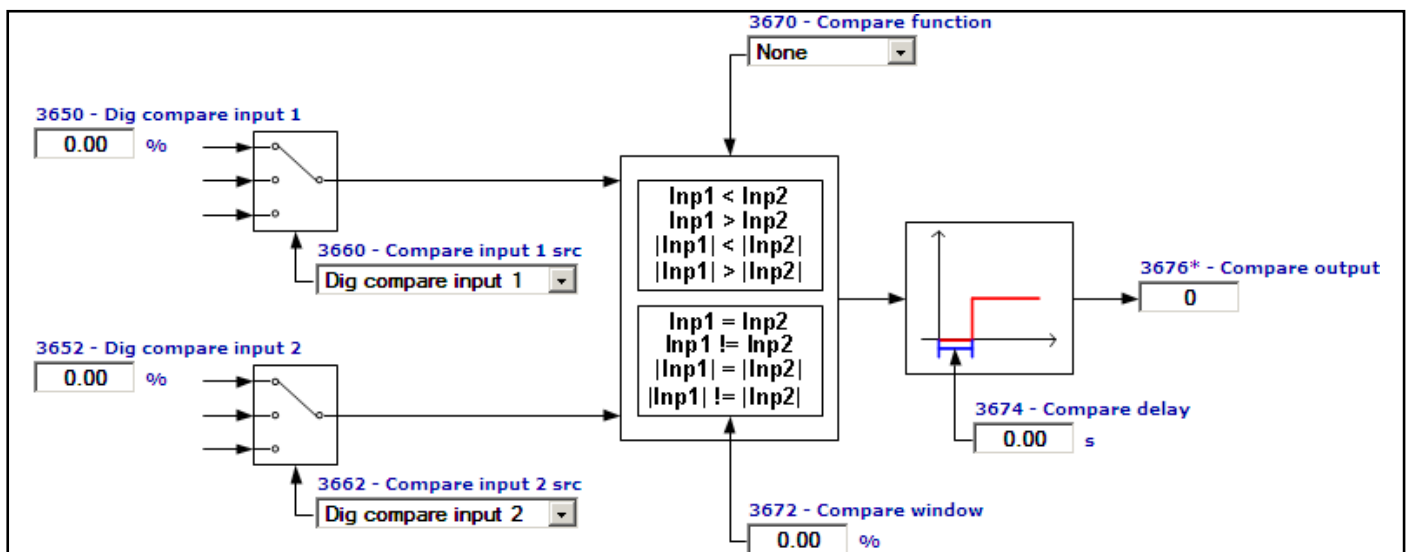 3670 - Compare function
None
3650 - Dig compare input 1
0.00 %
3660 - Compare input 1 src
Dig compare input 1
Inp1 < Inp2
Inp1 > Inp2
|Inp1| < |Inp2|
|Inp1| > |Inp2|
Inp1 = Inp2
Inp1 != Inp2
|Inp1| = |Inp2|
|Inp1| != |Inp2|
3676* - Compare output
0
3652 - Dig compare input 2
0.00 %
3674 - Compare delay
0.00 s
3662 - Compare input 2 src
Dig compare input 2
3672 - Compare window
0.00 %